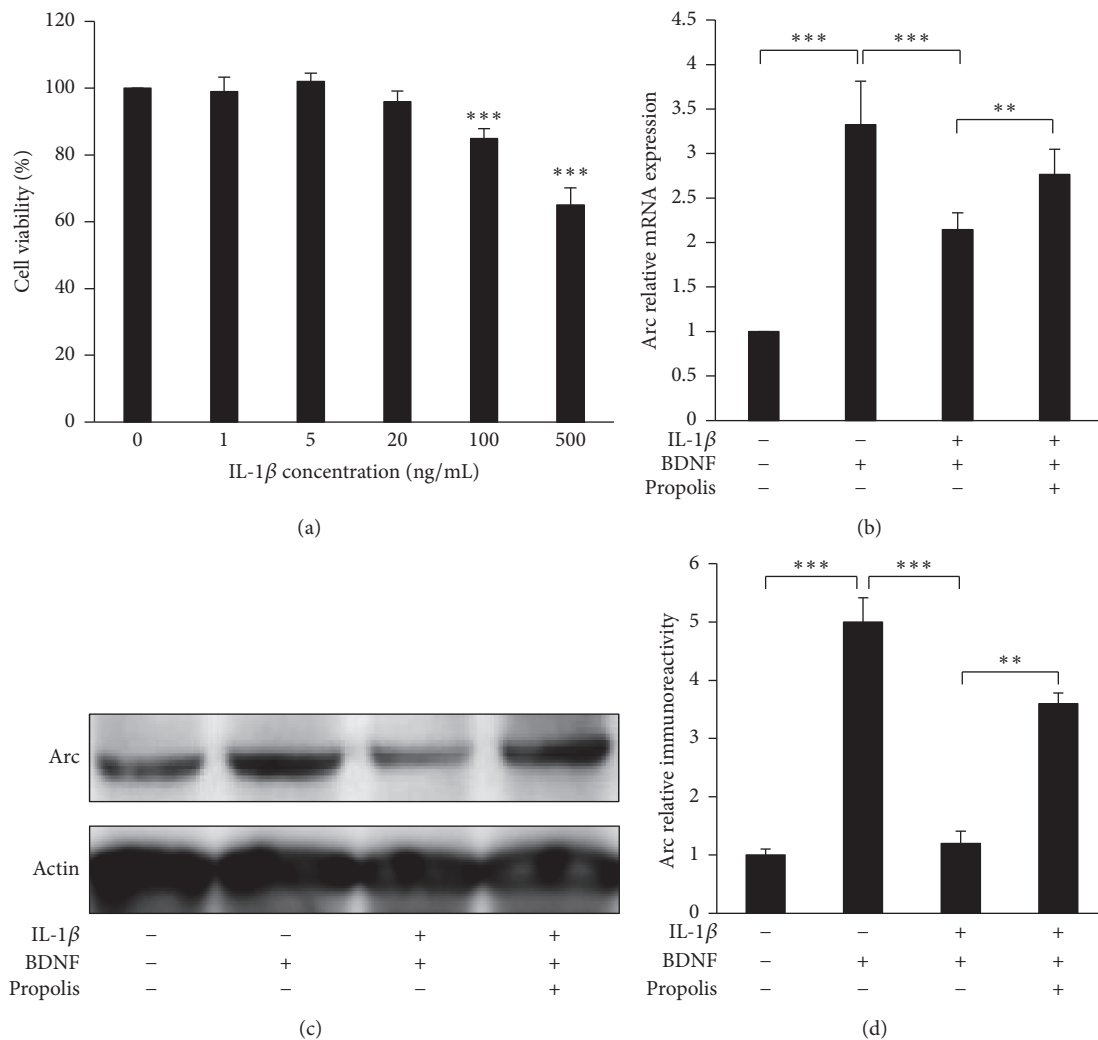 120
100
80
60
40
20
0
Cell viability (%)
***
***
0 1 5 20 100 500
IL-1β concentration (ng/mL)
(a)
4.5
4
3.5
3
2.5
2
1.5
1
0.5
0
Arc relative mRNA expression
*** ***
**
IL-1β − − + +
BDNF − + + +
Propolis − − − +
(b)
Arc
Actin
IL-1β − − + +
BDNF − + + +
Propolis − − − +
(c)
6
5
4
3
2
1
0
Arc relative immunoreactivity
*** ***
**
IL-1β − − + +
BDNF − + + +
Propolis − − − +
(d)